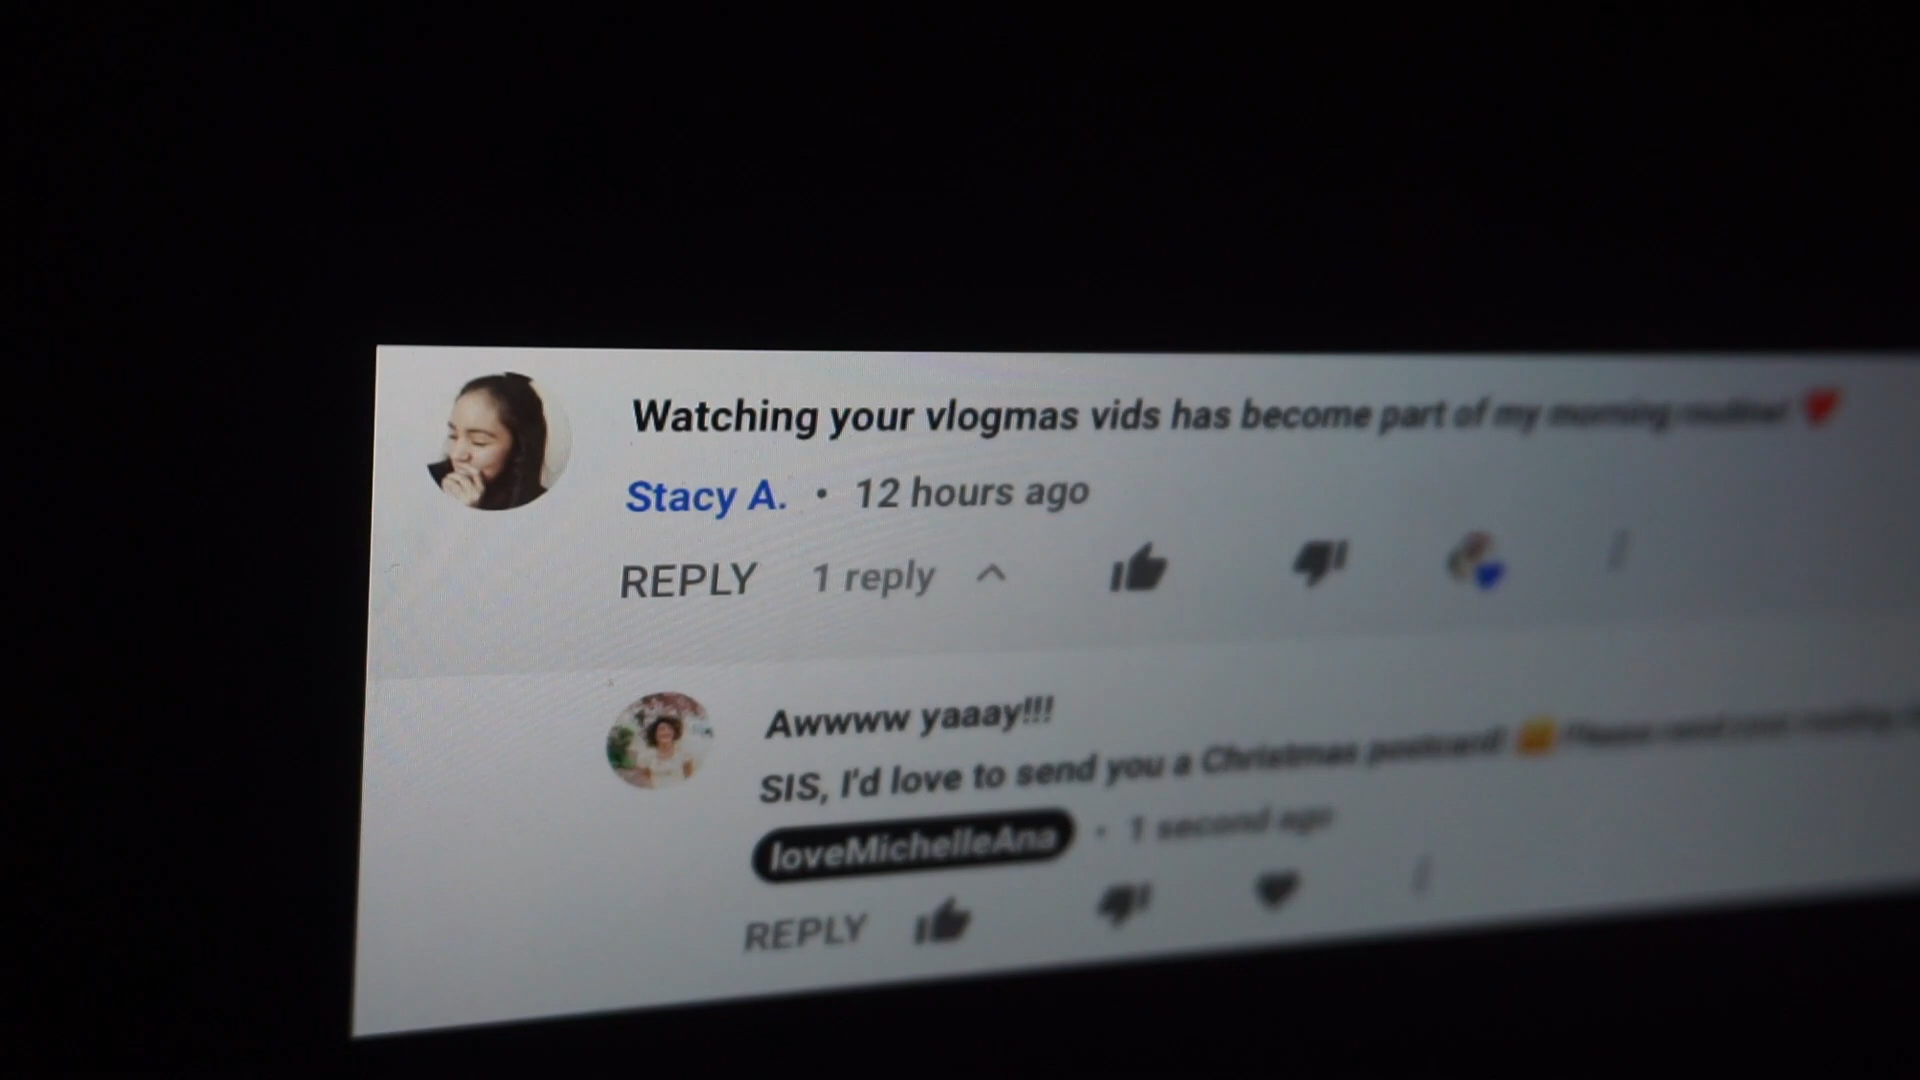 Watching your vlogmas vids has become part of my morning routine!
Stacy A. • 12 hours ago
REPLY 1 reply
Awwww yaaay!!!
SIS, I'd love to send you a Christmas postcard!
loveMichelleAna • 1 second ago
REPLY